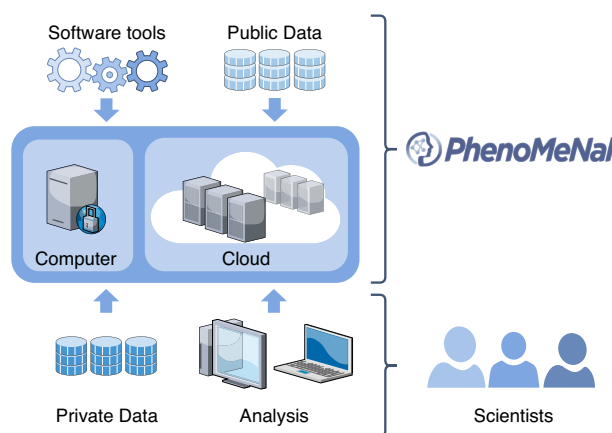 Software tools
Public Data
PhenoMeNal
Computer
Cloud
Private Data
Analysis
Scientists